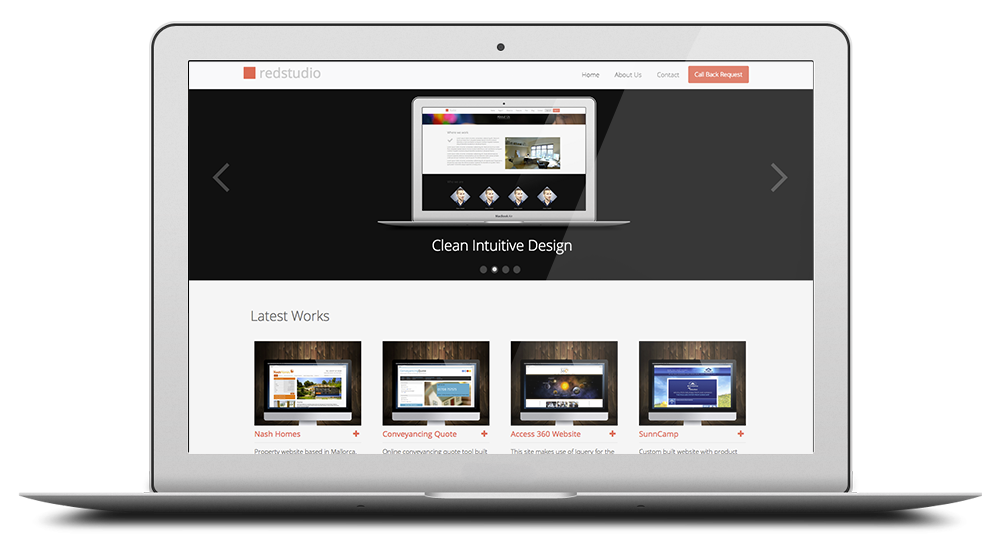 redstudio
Home About Us Contact Call Back Request
Clean Intuitive Design
Latest Works
Nash Homes
Conveyancing Quote
Access 360 Website
SunnCamp
Property website based in Mallorca,
Online conveyancing quote tool built
This site makes use of Jquery for the
Custom built website with product